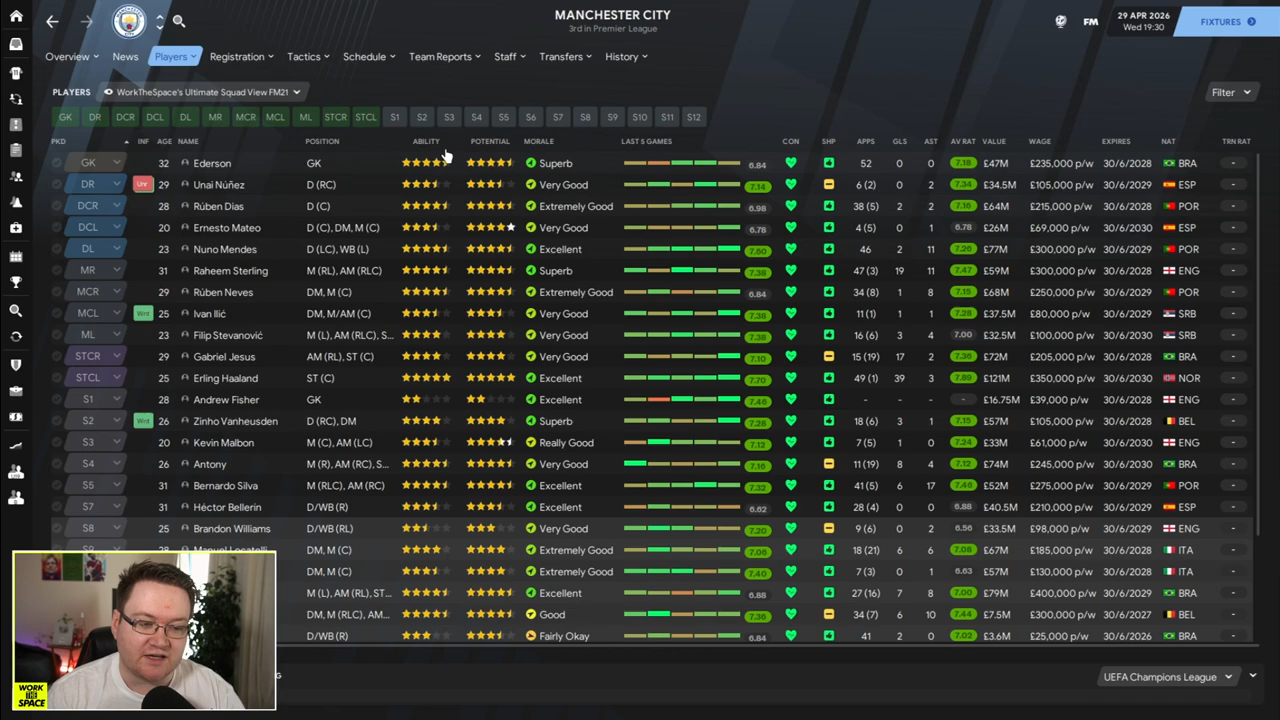 MANCHESTER CITY
3rd in Premier League
FM
29 APR 2026
Wed 19:30
FIXTURES
Overview News Players Registration Tactics Schedule Team Reports Staff Transfers History
PLAYERS WorkTheSpace's Ultimate Squad View FM21 Filter
GK DR DCR DCL DL MR MCR MCL ML STCR STCL S1 S2 S3 S4 S5 S6 S7 S8 S9 S10 S11 S12
PKD INF AGE NAME POSITION ABILITY POTENTIAL MORALE LAST 5 GAMES CON SHP APPS GLS AST AV RAT VALUE WAGE EXPIRES NAT TRN RAT
GK 32 Ederson GK Superb 6.84 52 0 0 7.18 £47M £235,000 p/w 30/6/2028 BRA -
DR Unr 29 Unai Núñez D (RC) Very Good 7.14 6 (2) 0 2 7.34 £34.5M £105,000 p/w 30/6/2029 ESP -
DCR 28 Rúben Dias D (C) Extremely Good 6.98 38 (5) 2 2 7.16 £64M £215,000 p/w 30/6/2029 POR -
DCL 20 Ernesto Mateo D (C), DM, M (C) Very Good 6.78 4 (5) 0 1 6.78 £26M £69,000 p/w 30/6/2029 ESP -
DL 23 Nuno Mendes D (LC), WB (L) Excellent 7.60 46 2 11 7.26 £77M £300,000 p/w 30/6/2029 POR -
MR 31 Raheem Sterling M (RL), AM (RLC) Superb 7.38 47 (3) 19 11 7.47 £59M £300,000 p/w 30/6/2028 ENG -
MCR 29 Rúben Neves DM, M (C) Extremely Good 6.84 34 (8) 1 8 7.15 £68M £250,000 p/w 30/6/2029 POR -
MCL Wnt 25 Ivan Ilić DM, M/AM (C) Very Good 7.36 11 (1) 1 1 7.28 £37.5M £80,000 p/w 30/6/2029 SRB -
ML 23 Filip Stevanović M (L), AM (RLC), S... Very Good 7.38 16 (6) 3 4 7.00 £32.5M £100,000 p/w 30/6/2030 SRB -
STCR 29 Gabriel Jesus AM (RL), ST (C) Very Good 7.10 15 (19) 17 2 7.36 £72M £205,000 p/w 30/6/2028 BRA -
STCL 25 Erling Haaland ST (C) Excellent 7.70 49 (1) 39 3 7.89 £121M £350,000 p/w 30/6/2030 NOR -
S1 28 Andrew Fisher GK Excellent 7.46 - - - - £16.75M £39,000 p/w 30/6/2028 ENG -
S2 Wnt 26 Zinho Vanheusden D (RC), DM Superb 7.28 18 (6) 3 1 7.15 £57M £105,000 p/w 30/6/2028 BEL -
S3 20 Kevin Malbon M (C), AM (LC) Really Good 7.12 7 (5) 1 0 7.24 £33M £61,000 p/w 30/6/2030 ENG -
S4 26 Antony M (R), AM (RLC), S... Very Good 7.16 11 (19) 8 4 7.12 £74M £245,000 p/w 30/6/2030 BRA -
S5 31 Bernardo Silva M (RLC), AM (RC) Excellent 7.32 41 (5) 6 17 7.46 £52M £275,000 p/w 30/6/2029 POR -
S7 31 Héctor Bellerín D/WB (R) Excellent 6.62 28 (4) 0 1 6.88 £40.5M £210,000 p/w 30/6/2029 ESP -
S8 25 Brandon Williams D/WB (RL) Very Good 7.20 9 (6) 0 2 6.56 £33.5M £98,000 p/w 30/6/2029 ENG -
DM, M (C) Extremely Good 7.06 18 (21) 6 6 7.08 £67M £185,000 p/w 30/6/2028 ITA -
DM, M (C) Extremely Good 7.40 7 (3) 0 1 6.63 £57M £130,000 p/w 30/6/2028 ITA -
M (L), AM (RL), ST... Excellent 6.88 27 (16) 7 8 7.00 £79M £400,000 p/w 30/6/2029 BRA -
DM, M (RLC), AM... Good 7.36 34 (7) 6 10 7.44 £7.5M £300,000 p/w 30/6/2027 BEL -
D/WB (R) Fairly Okay 6.84 41 2 0 7.02 £3.6M £25,000 p/w 30/6/2026 BRA -
UEFA Champions League
WORK
THE
SPACE